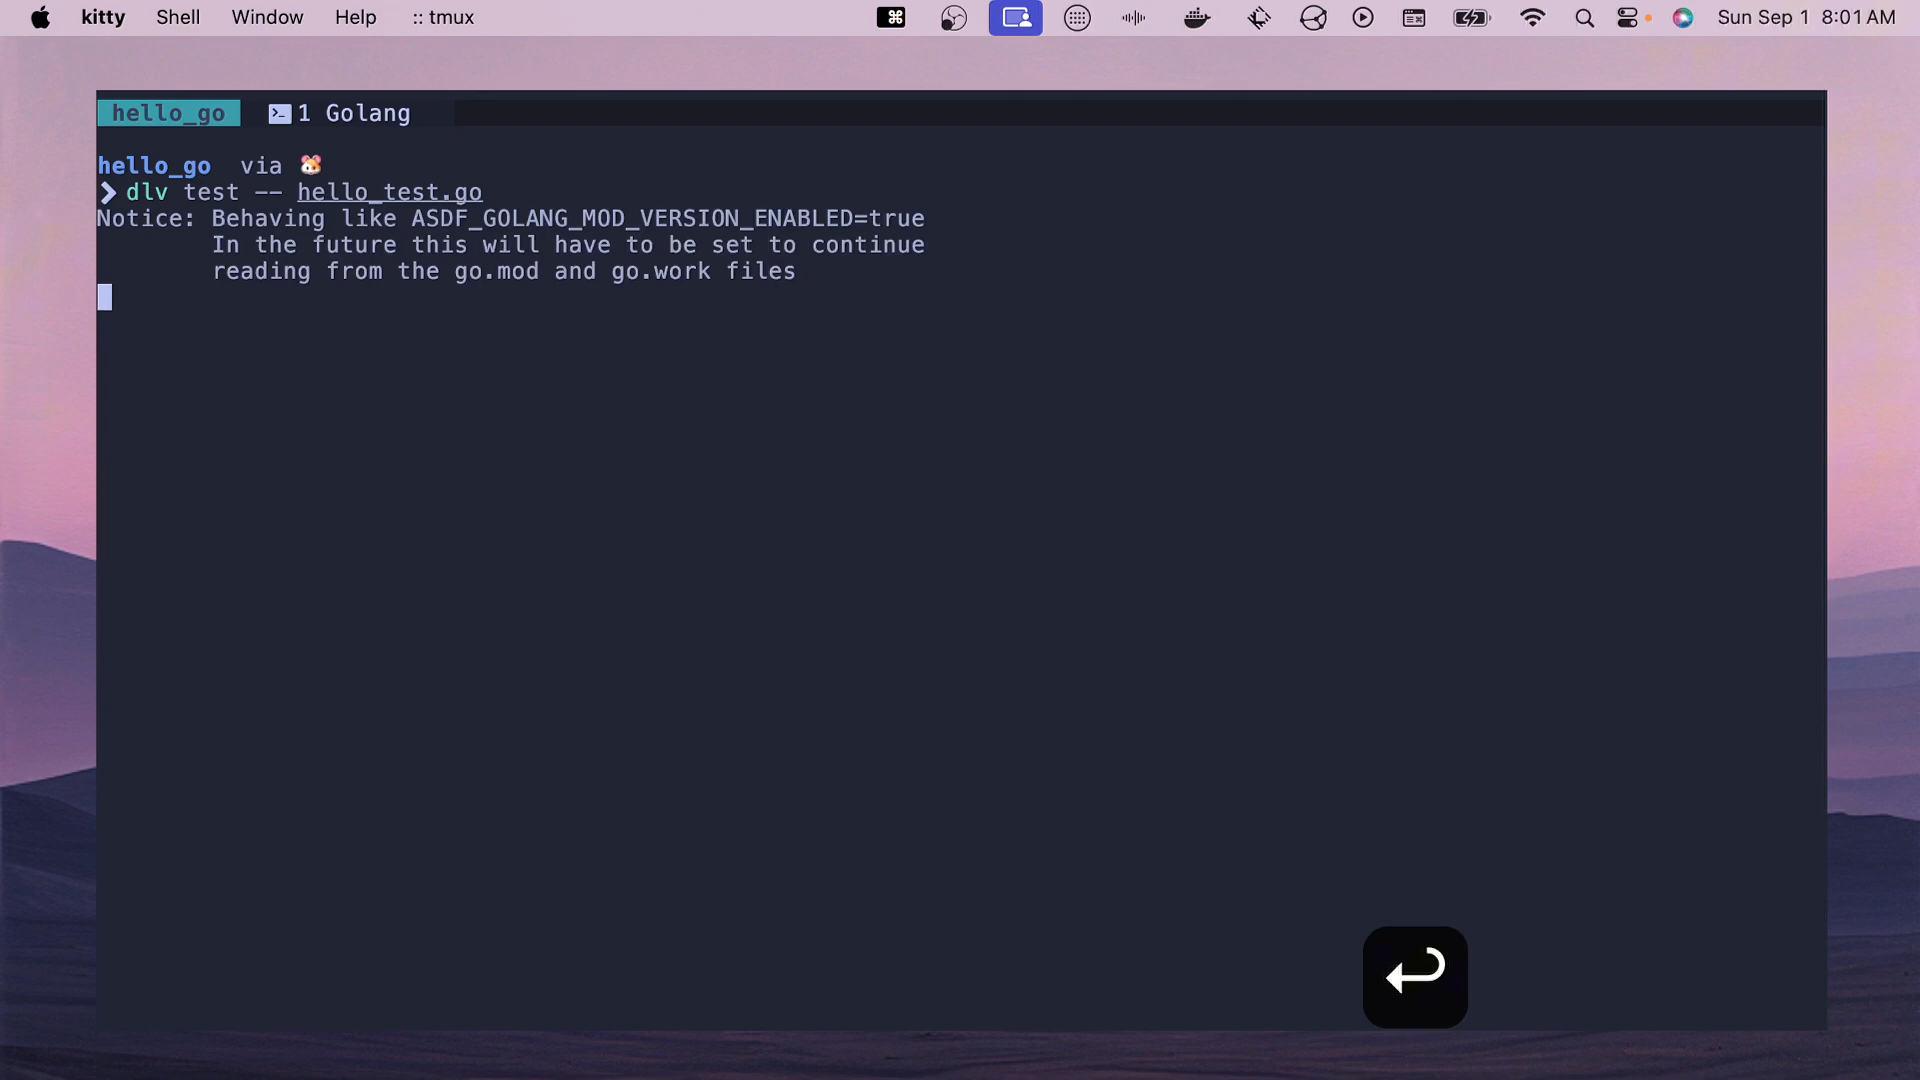 kitty Shell Window Help :: tmux Sun Sep 1 8:01 AM
hello_go 1 Golang
hello_go via
❯ dlv test -- hello_test.go
Notice: Behaving like ASDF_GOLANG_MOD_VERSION_ENABLED=true
In the future this will have to be set to continue
reading from the go.mod and go.work files